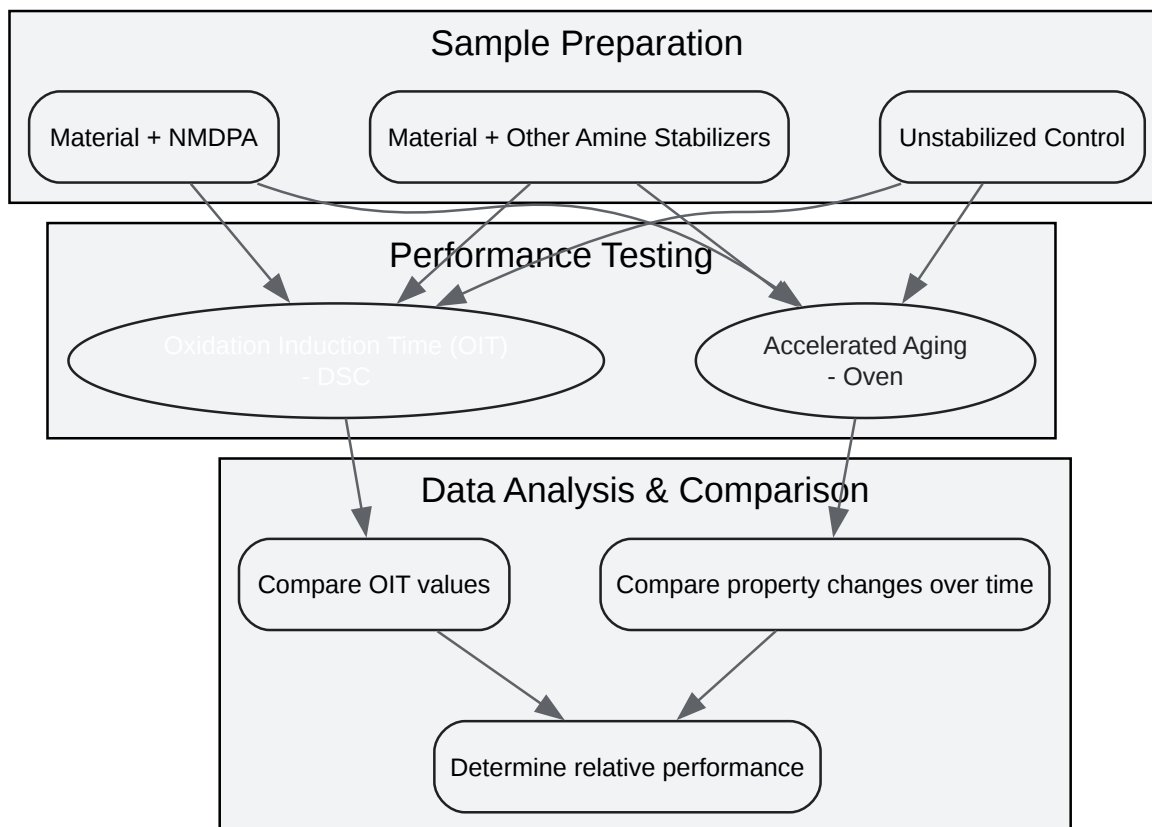 Sample Preparation
Material + NMDPA
Material + Other Amine Stabilizers
Unstabilized Control
Performance Testing
Oxidation Induction Time (OIT)
- DSC
Accelerated Aging
- Oven
Data Analysis & Comparison
Compare OIT values
Compare property changes over time
Determine relative performance